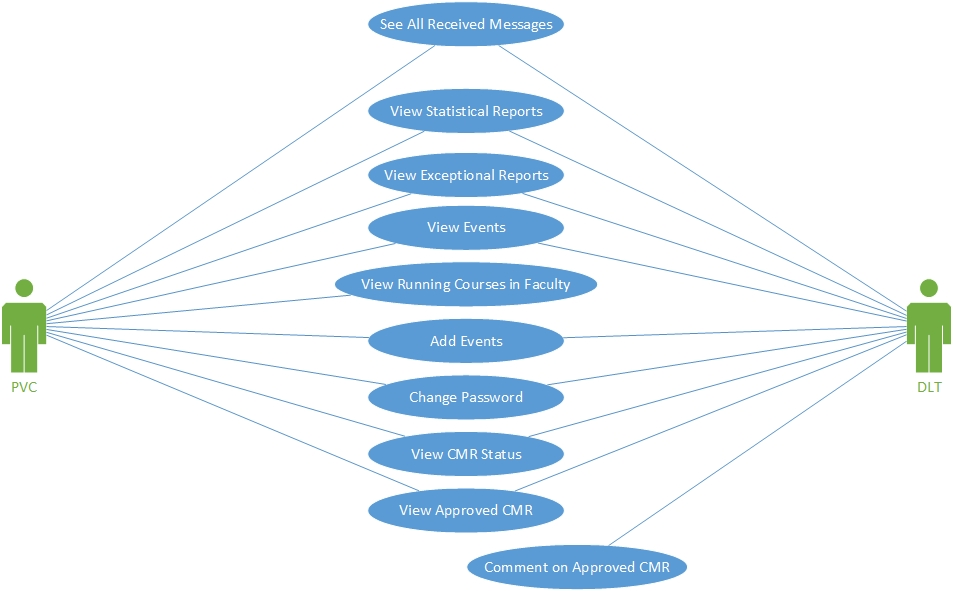 See All Received Messages
View Statistical Reports
View Exceptional Reports
View Events
View Running Courses in Faculty
Add Events
PVC
DLT
Change Password
View CMR Status
View Approved CMR
Comment on Approved CMR